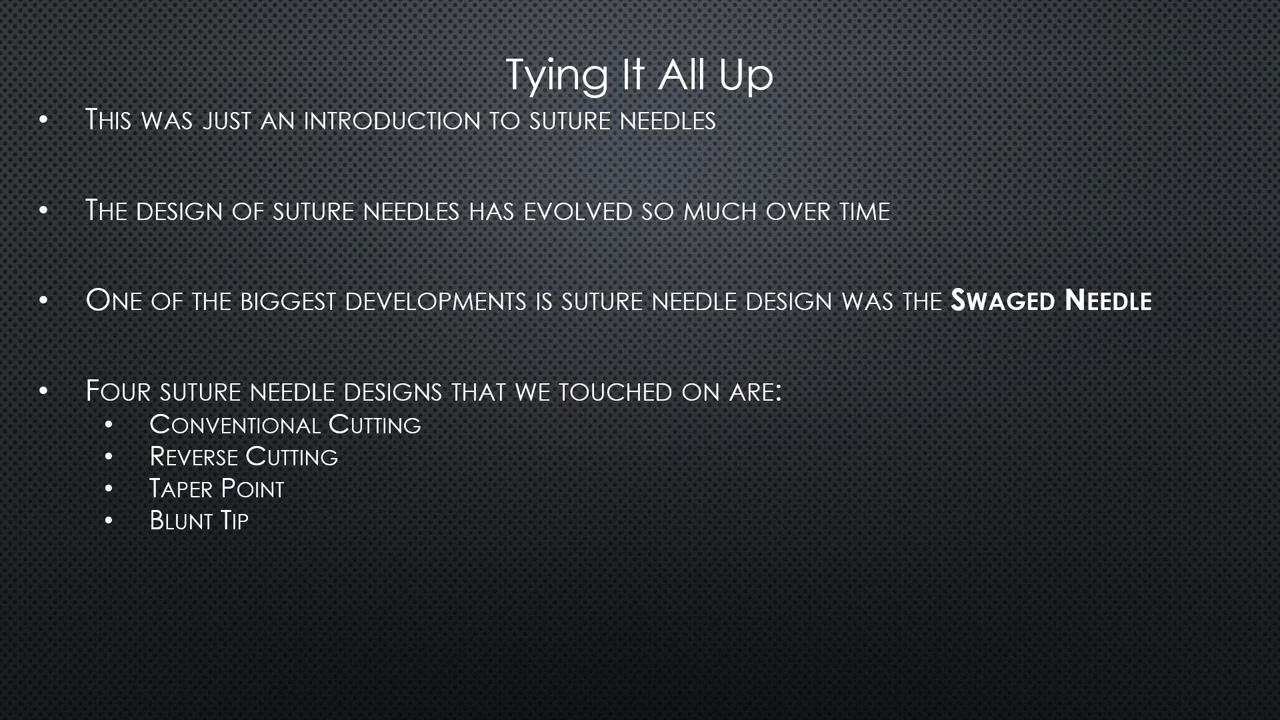 Tying It All Up
• This was just an introduction to suture needles
• The design of suture needles has evolved so much over time
• One of the biggest developments is suture needle design was the Swaged Needle
• Four suture needle designs that we touched on are:
• Conventional Cutting
• Reverse Cutting
• Taper Point
• Blunt Tip